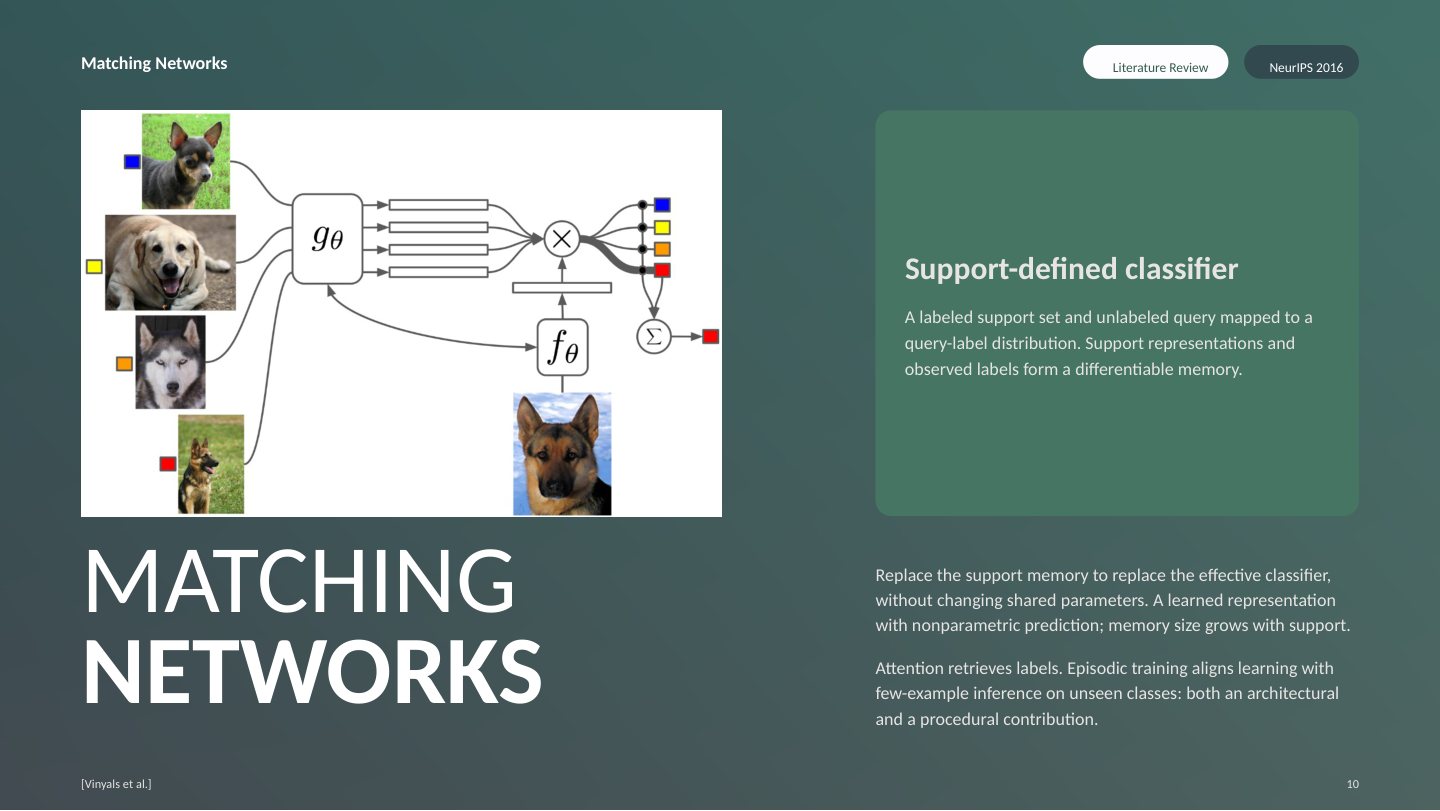 Matching Networks
Literature Review
NeurIPS 2016
gθ
fθ
Σ
Support-defined classifier
A labeled support set and unlabeled query mapped to a
query-label distribution. Support representations and
observed labels form a differentiable memory.
MATCHING
NETWORKS
Replace the support memory to replace the effective classifier,
without changing shared parameters. A learned representation
with nonparametric prediction; memory size grows with support.
Attention retrieves labels. Episodic training aligns learning with
few-example inference on unseen classes: both an architectural
and a procedural contribution.
[Vinyals et al.]
10